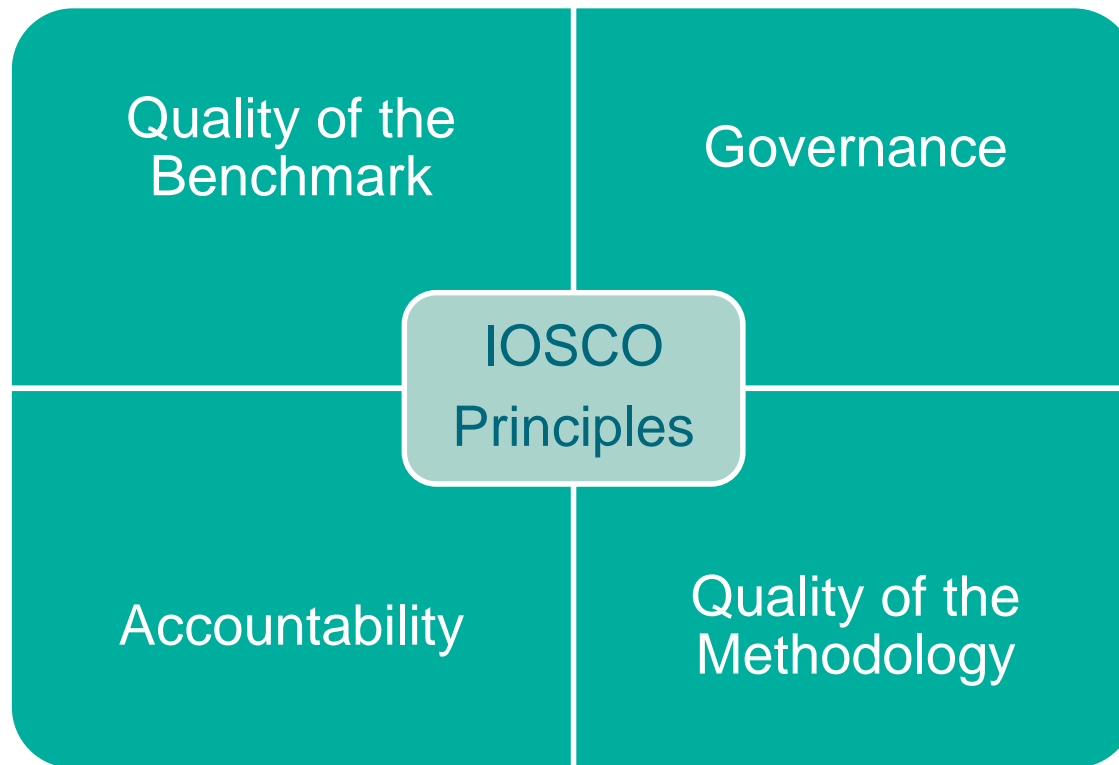 Quality of the
Benchmark
Governance
IOSCO
Principles
Accountability
Quality of the
Methodology